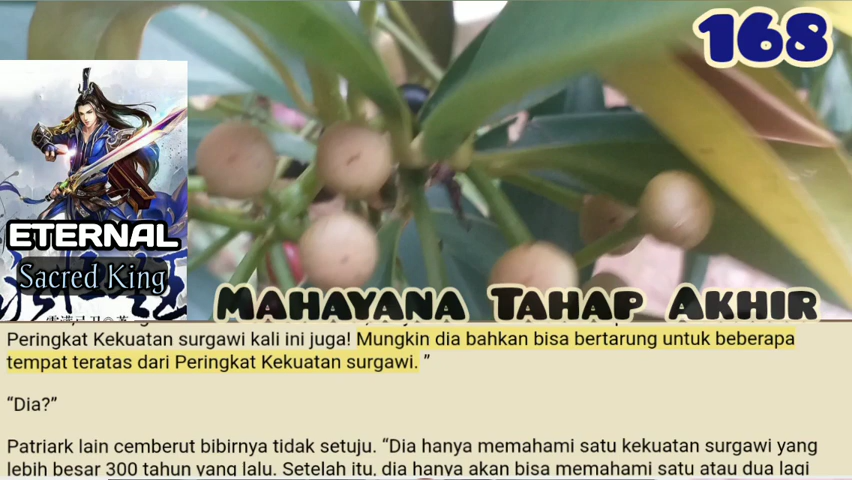 168
ETERNAL
Sacred King
MAHAYANA TAHAP AKHIR
Peringkat Kekuatan surgawi kali ini juga! Mungkin dia bahkan bisa bertarung untuk beberapa
tempat teratas dari Peringkat Kekuatan surgawi. ”
“Dia?”
Patriark lain cemberut bibirnya tidak setuju. “Dia hanya memahami satu kekuatan surgawi yang
lebih besar 300 tahun yang lalu. Setelah itu, dia hanya akan bisa memahami satu atau dua lagi